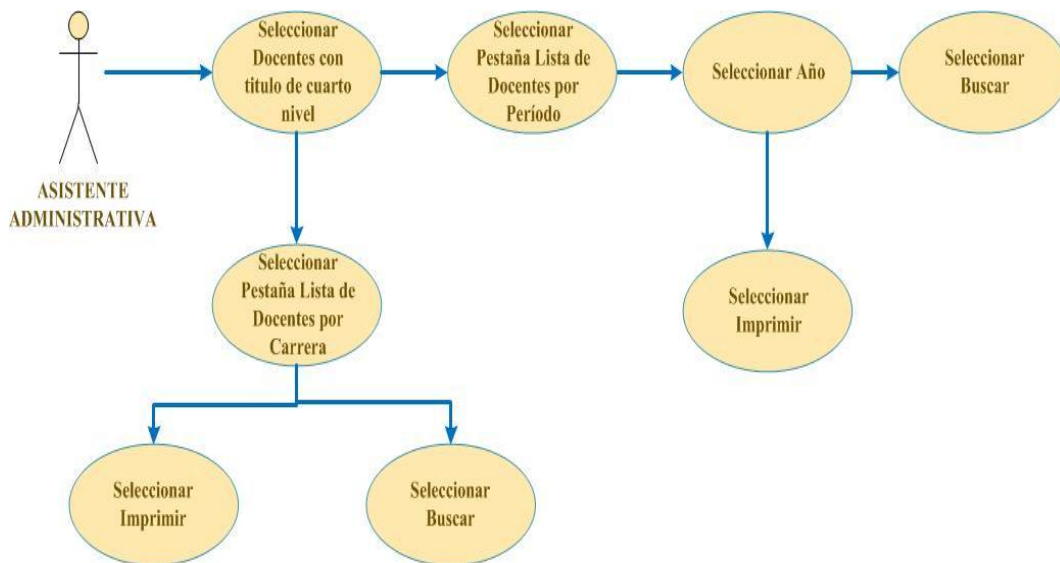 Seleccionar
Docentes con
titulo de cuarto
nivel
Seleccionar
Pestaña Lista de
Docentes por
Período
Seleccionar Año
Seleccionar
Buscar
ASISTENTE
ADMINISTRATIVA
Seleccionar
Pestaña Lista de
Docentes por
Carrera
Seleccionar
Imprimir
Seleccionar
Imprimir
Seleccionar
Buscar